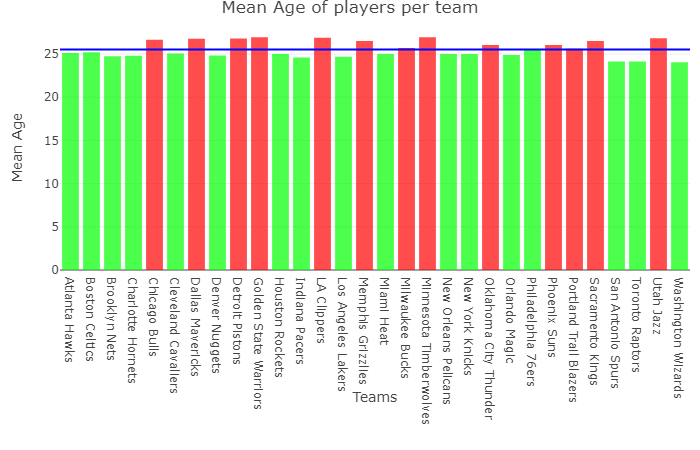 Mean Age of players per team
Mean Age
25
20
15
10
5
0
Atlanta Hawks
Boston Celtics
Brooklyn Nets
Charlotte Hornets
Chicago Bulls
Cleveland Cavaliers
Dallas Mavericks
Denver Nuggets
Detroit Pistons
Golden State Warriors
Houston Rockets
Indiana Pacers
LA Clippers
Los Angeles Lakers
Memphis Grizzlies
Miami Heat
Milwaukee Bucks
Minnesota Timberwolves
New Orleans Pelicans
New York Knicks
Oklahoma City Thunder
Orlando Magic
Philadelphia 76ers
Phoenix Suns
Portland Trail Blazers
Sacramento Kings
San Antonio Spurs
Toronto Raptors
Utah Jazz
Washington Wizards
Teams